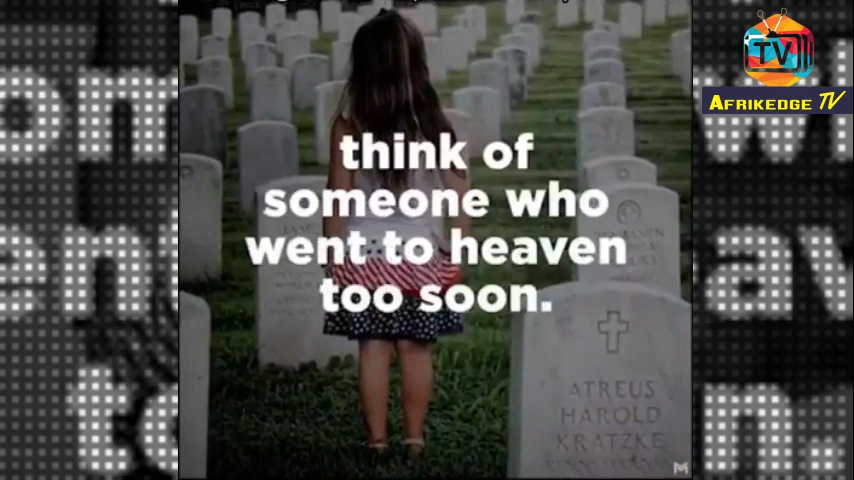 TV
AFRIKEDGE TV
think of
someone who
went to heaven
too soon.
ATREUS
HAROLD
KRATZKE